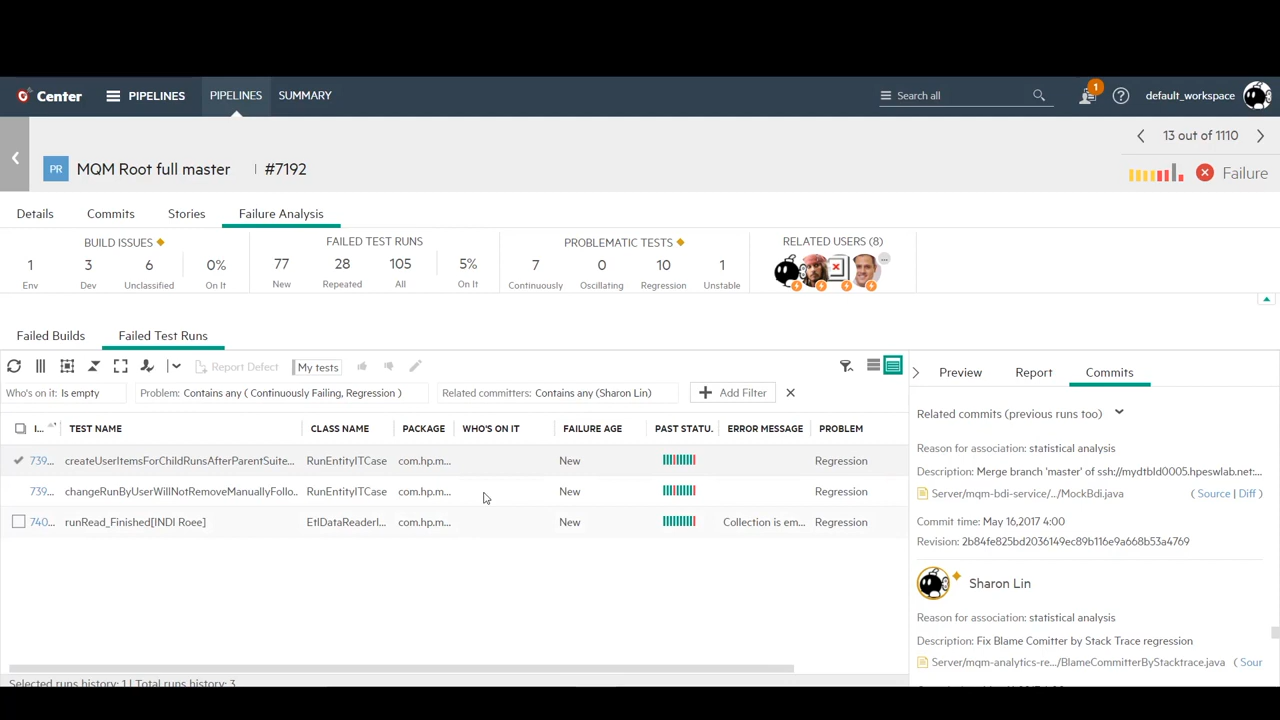 Center PIPELINES PIPELINES SUMMARY Search all 1 default_workspace
13 out of 1110
PR MQM Root full master #7192 Failure
Details Commits Stories Failure Analysis
BUILD ISSUES FAILED TEST RUNS PROBLEMATIC TESTS RELATED USERS (8)
1 3 6 0% 77 28 105 5% 7 0 10 1
Env Dev Unclassified On It New Repeated All On It Continuously Oscillating Regression Unstable
Failed Builds Failed Test Runs
Report Defect My tests
Who's on it: Is empty Problem: Contains any ( Continuously Failing, Regression ) Related committers: Contains any (Sharon Lin) Add Filter
I... TEST NAME CLASS NAME PACKAGE WHO'S ON IT FAILURE AGE PAST STATU. ERROR MESSAGE PROBLEM
739... createUserItemsForChildRunsAfterParentSuite... RunEntityITCase com.hp.m... New Regression
739... changeRunByUserWillNotRemoveManuallyFollo... RunEntityITCase com.hp.m... New Regression
740... runRead_Finished[INDI Roee] EtlDataReaderI... com.hp.m... New Collection is em... Regression
Selected runs history: 1 | Total runs history: 3
Preview Report Commits
Related commits (previous runs too)
Reason for association: statistical analysis
Description: Merge branch 'master' of ssh://mydtbld0005.hpeswlab.net:...
Server/mqm-bdi-service/.../MockBdi.java ( Source | Diff )
Commit time: May 16,2017 4:00
Revision: 2b84fe825bd2036149ec89b116e9a668b53a4769
Sharon Lin
Reason for association: statistical analysis
Description: Fix Blame Comitter by Stack Trace regression
Server/mqm-analytics-re.../BlameCommitterByStacktrace.java ( Sour